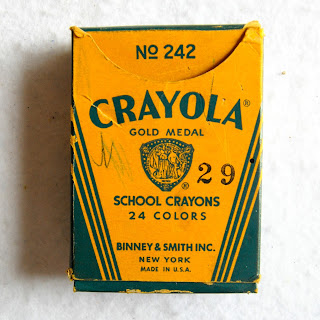 No 242
CRAYOLA®
GOLD MEDAL
® 29
SCHOOL CRAYONS
24 COLORS
BINNEY & SMITH INC.
NEW YORK
MADE IN U.S.A.